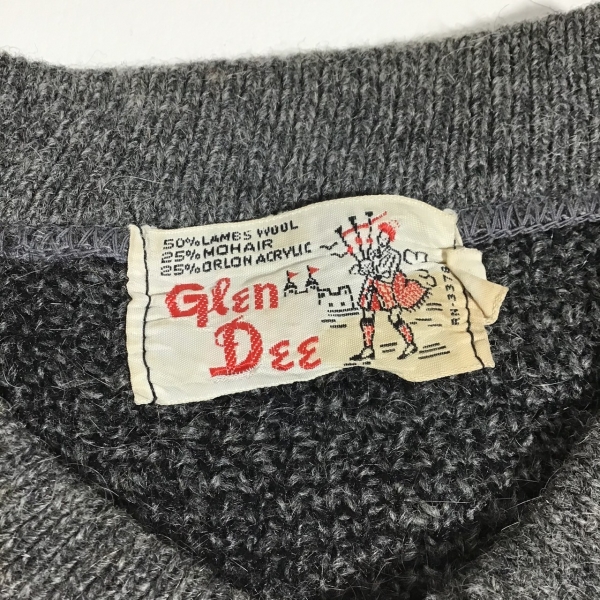 50% LAMBS WOOL
25% MOHAIR
25% ORLON ACRYLIC
Glen
Dee